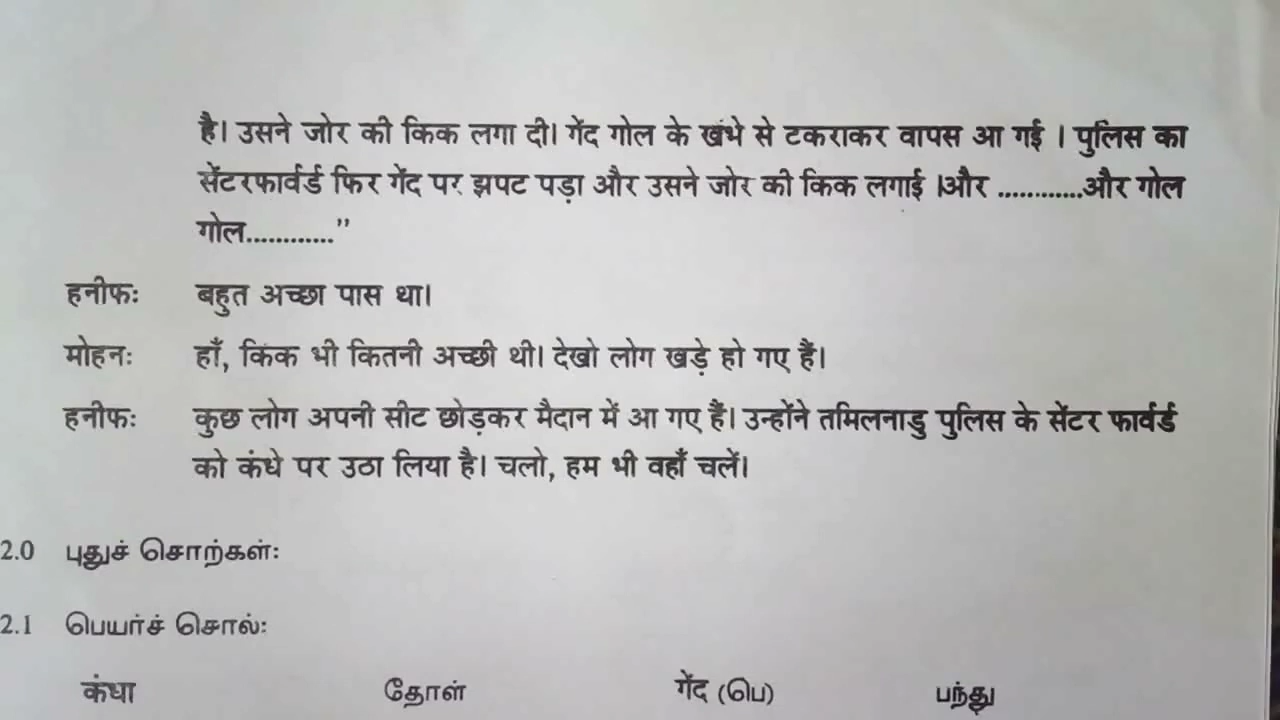 है। उसने जोर की किक लगा दी। गेंद गोल के खंभे से टकराकर वापस आ गई । पुलिस का
सेंटरफार्वर्ड फिर गेंद पर झपट पड़ा और उसने जोर की किक लगाई ।और ............और गोल
गोल............”
हनीफः बहुत अच्छा पास था।
मोहनः हाँ, किक भी कितनी अच्छी थी। देखो लोग खड़े हो गए हैं।
हनीफः कुछ लोग अपनी सीट छोड़कर मैदान में आ गए हैं। उन्होंने तमिलनाडु पुलिस के सेंटर फार्वर्ड
को कंधे पर उठा लिया है। चलो, हम भी वहाँ चलें।
2.0 புதுச் சொற்கள்:
2.1 பெயர்ச் சொல்:
कंधा தோள் गेंद (பெ) பந்து